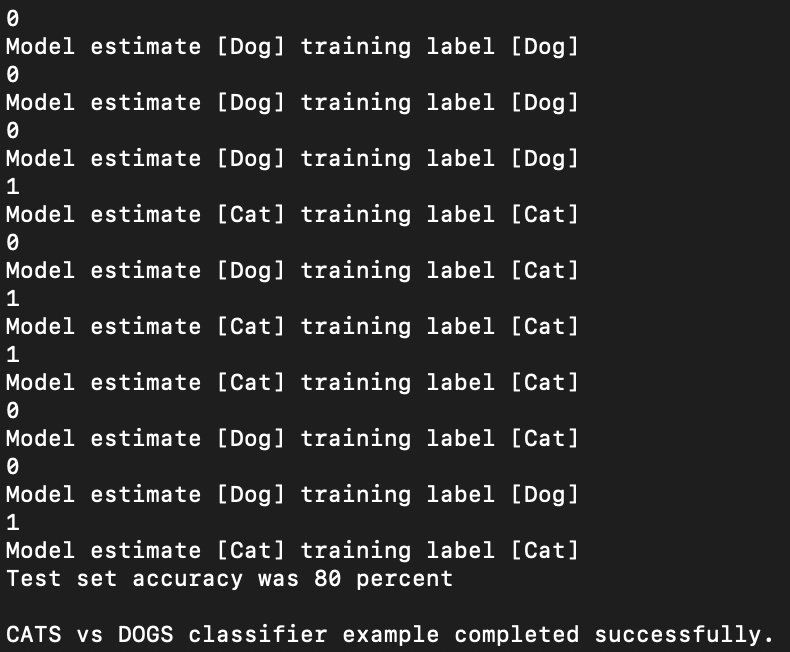 0
Model estimate [Dog] training label [Dog]
0
Model estimate [Dog] training label [Dog]
0
Model estimate [Dog] training label [Dog]
1
Model estimate [Cat] training label [Cat]
0
Model estimate [Dog] training label [Cat]
1
Model estimate [Cat] training label [Cat]
1
Model estimate [Cat] training label [Cat]
0
Model estimate [Dog] training label [Cat]
0
Model estimate [Dog] training label [Dog]
1
Model estimate [Cat] training label [Cat]
Test set accuracy was 80 percent
CATS vs DOGS classifier example completed successfully.